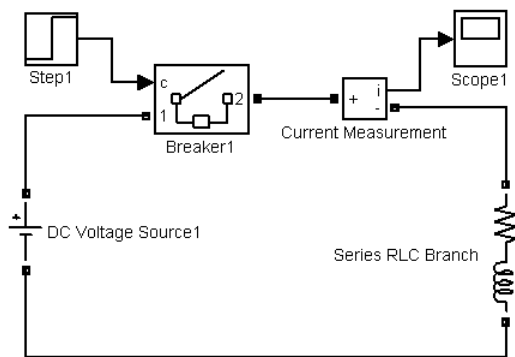 Step1
c
1
2
Breaker1
+
i
-
Current Measurement
Scope1
+
DC Voltage Source1
Series RLC Branch